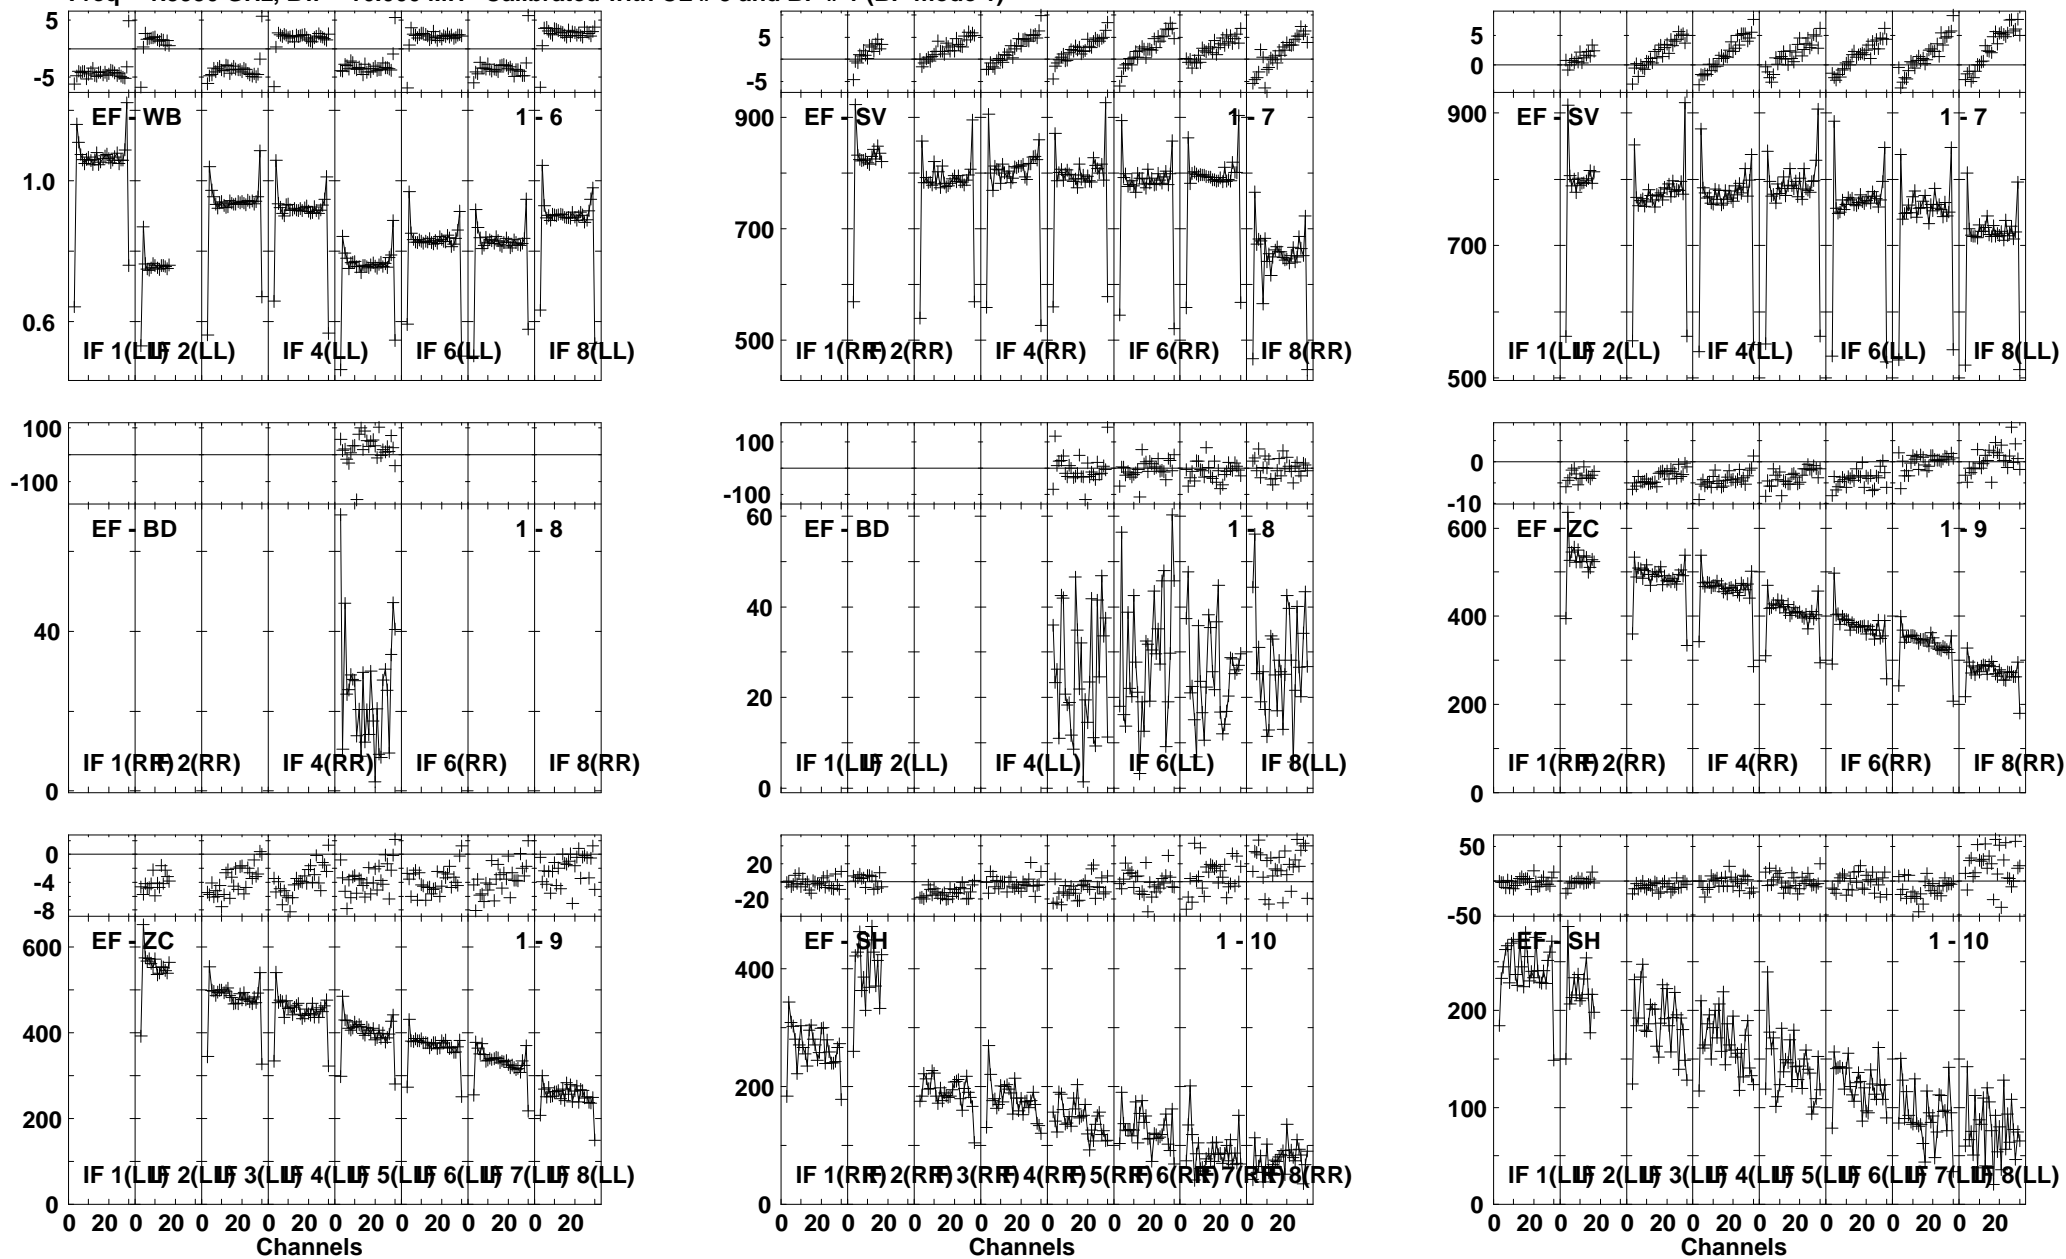 Calibrated with
5
-5
EF - WB
1 - 6
1.0
0.6
IF 1(LL)
IF 2(LL)
IF 4(LL)
IF 6(LL)
IF 8(LL)
5
-5
EF - SV
1 - 7
900
700
500
IF 1(RR)
IF 2(RR)
IF 4(RR)
IF 6(RR)
IF 8(RR)
5
0
EF - SV
1 - 7
900
700
500
IF 1(LL)
IF 2(LL)
IF 4(LL)
IF 6(LL)
IF 8(LL)
100
-100
EF - BD
1 - 8
40
0
IF 1(RR)
IF 2(RR)
IF 4(RR)
IF 6(RR)
IF 8(RR)
100
-100
EF - BD
1 - 8
60
40
20
0
IF 1(LL)
IF 2(LL)
IF 4(LL)
IF 6(LL)
IF 8(LL)
0
-10
EF - ZC
1 - 9
600
400
200
0
IF 1(RR)
IF 2(RR)
IF 4(RR)
IF 6(RR)
IF 8(RR)
0
-4
-8
EF - ZC
1 - 9
600
400
200
0
IF 1(LL)
IF 2(LL)
IF 3(LL)
IF 4(LL)
IF 5(LL)
IF 6(LL)
IF 7(LL)
IF 8(LL)
0 20 0 20 0 20 0 20 0 20 0 20 0 20 0 20
Channels
20
-20
EF - SH
1 - 10
400
200
0
IF 1(RR)
IF 2(RR)
IF 3(RR)
IF 4(RR)
IF 5(RR)
IF 6(RR)
IF 7(RR)
IF 8(RR)
0 20 0 20 0 20 0 20 0 20 0 20 0 20 0 20
Channels
50
-50
EF - SH
1 - 10
200
100
0
IF 1(LL)
IF 2(LL)
IF 3(LL)
IF 4(LL)
IF 5(LL)
IF 6(LL)
IF 7(LL)
IF 8(LL)
0 20 0 20 0 20 0 20 0 20 0 20 0 20 0 20
Channels